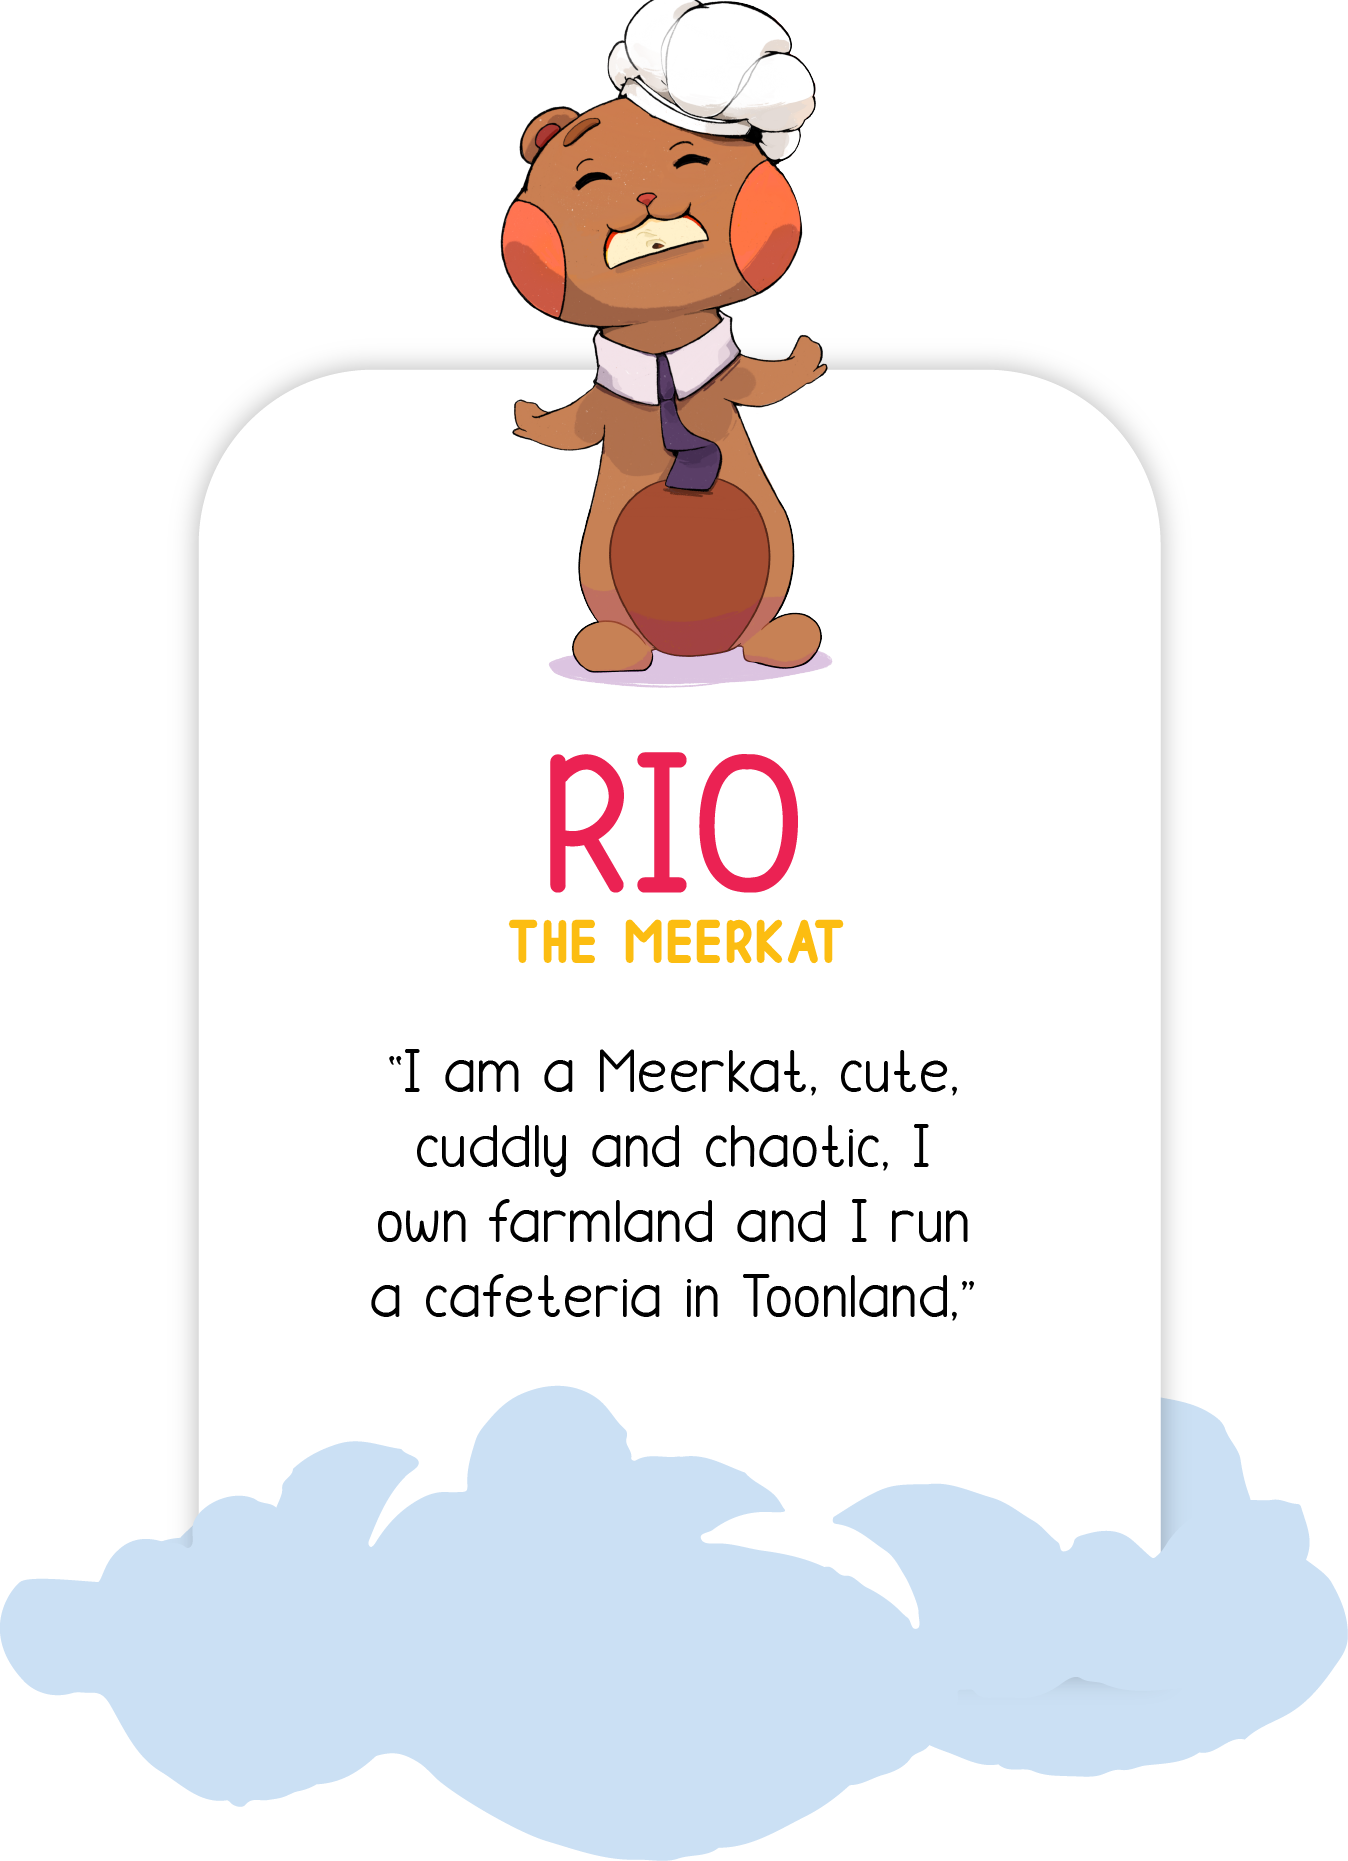 RIO
THE MEERKAT
“I am a Meerkat, cute,
cuddly and chaotic, I
own farmland and I run
a cafeteria in Toonland,”